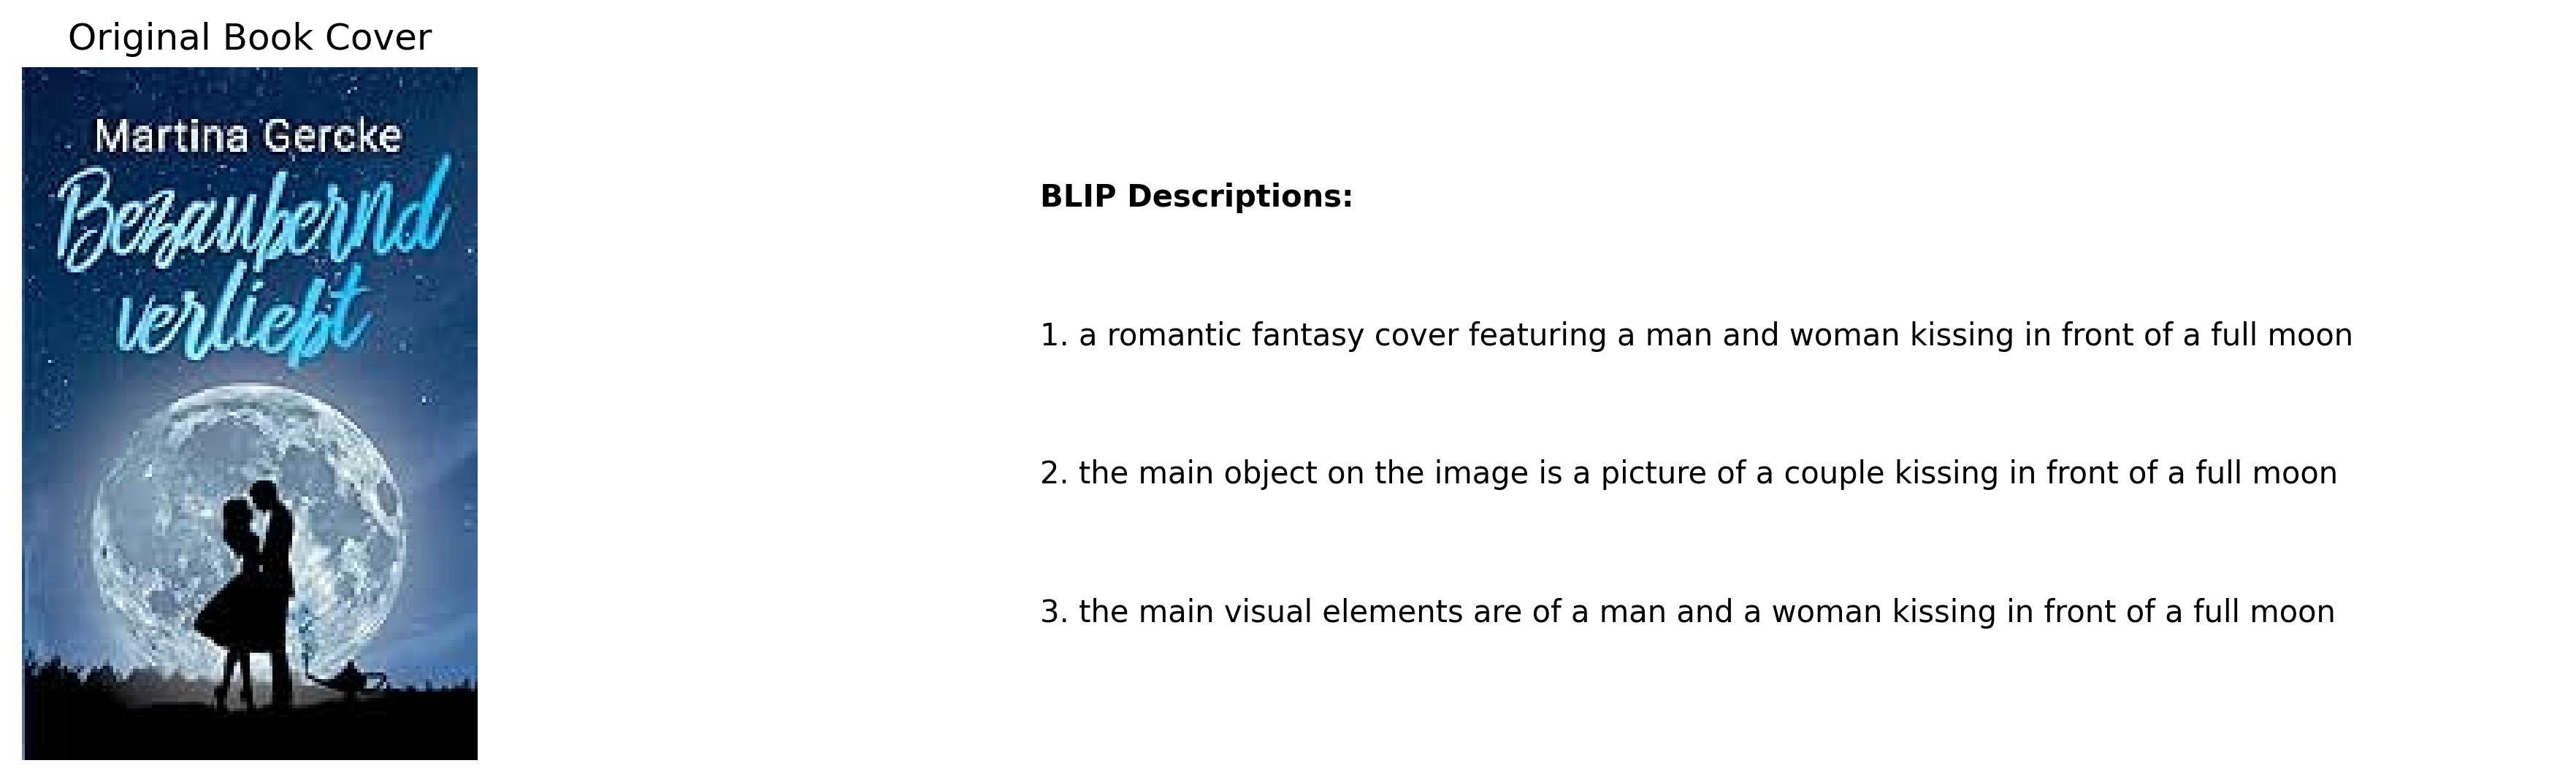 Original Book Cover
Martina Gercke
Bezaubernd
verliebt
BLIP Descriptions:
1. a romantic fantasy cover featuring a man and woman kissing in front of a full moon
2. the main object on the image is a picture of a couple kissing in front of a full moon
3. the main visual elements are of a man and a woman kissing in front of a full moon